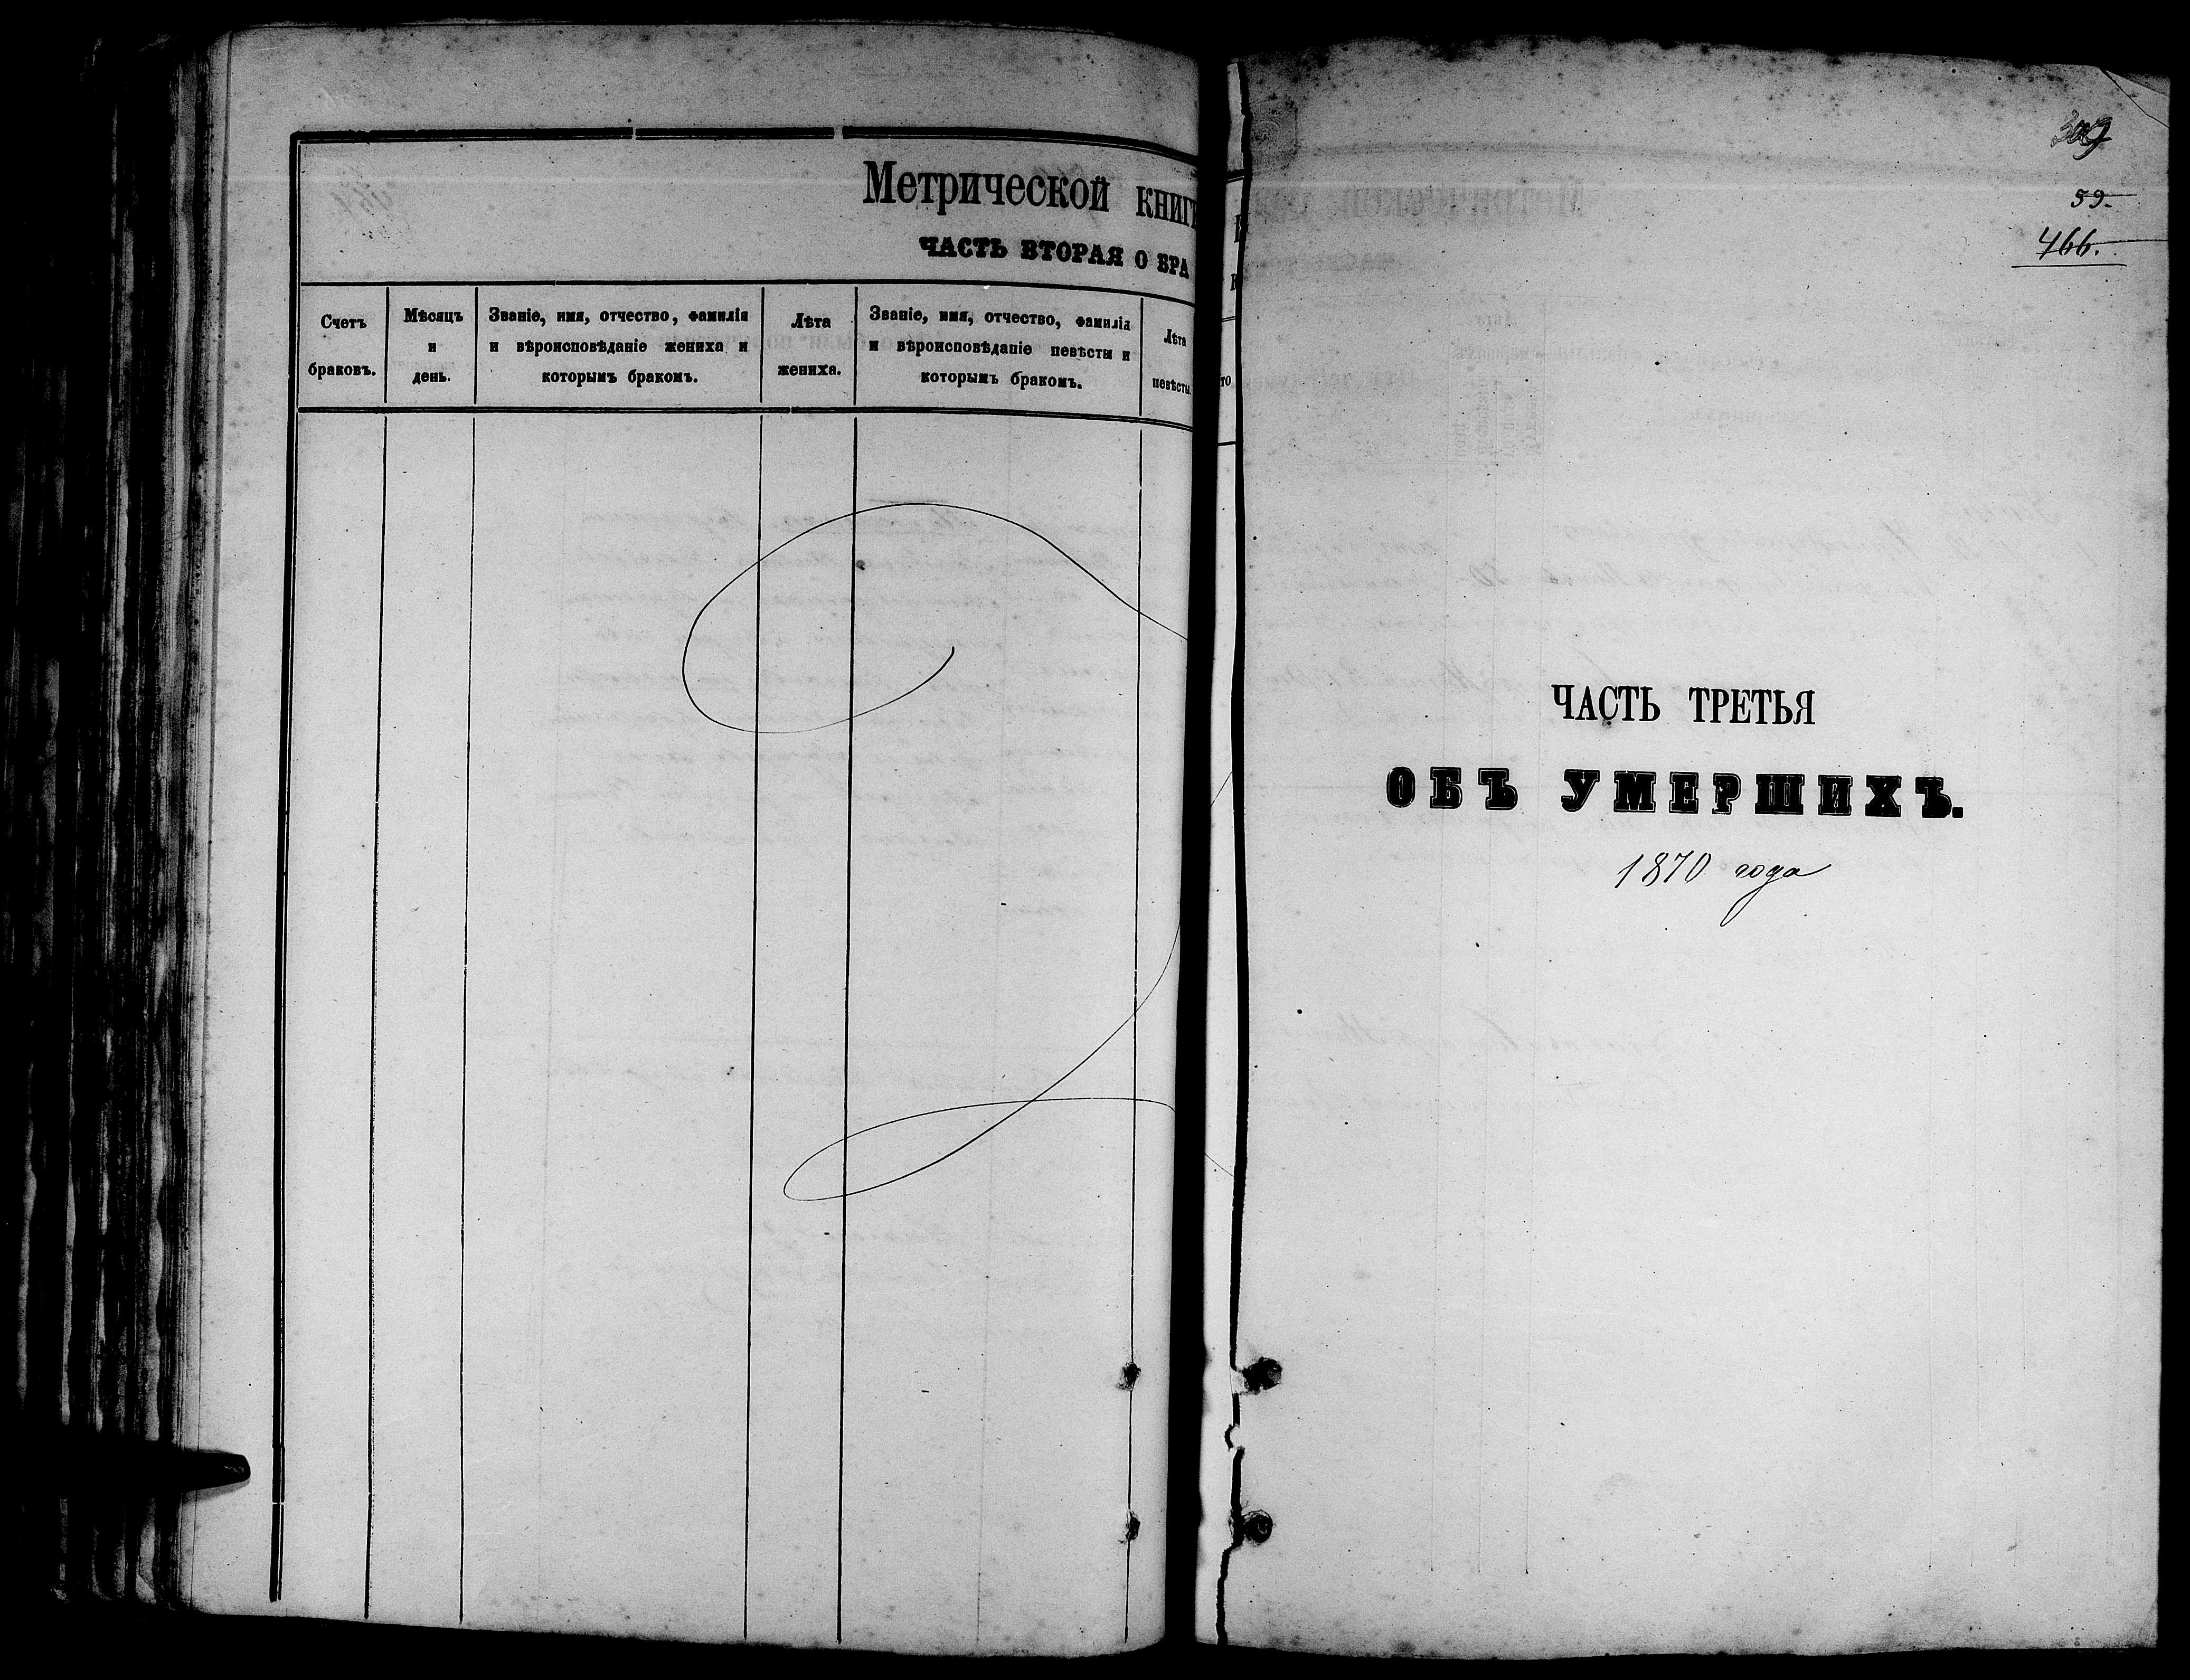 Метрической книг
ЧАСТЬ ВТОРАЯ О БРА
Счетъ браковъ.
Мѣсяцъ и день.
Званіе, имя, отчество, фамилія
и вѣроисповѣданіе жениха и
которымъ бракомъ.
Лѣта жениха.
Званіе, имя, отчество, фамилія
и вѣроисповѣданіе невѣсты и
которымъ бракомъ.
Лѣта невѣсты
59.
466.
ЧАСТЬ ТРЕТЬЯ
ОБЪ УМЕРШИХЪ.
1870 года